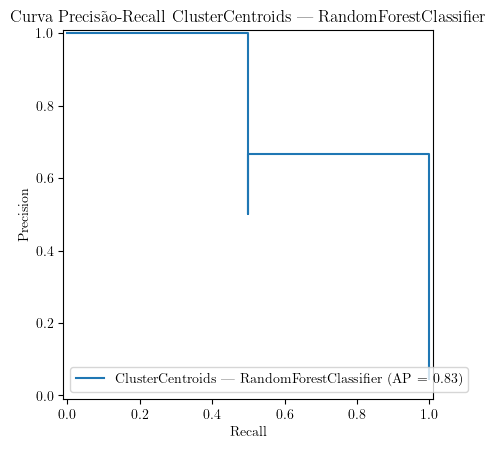 Curva Precisão-Recall ClusterCentroids — RandomForestClassifier
1.0
0.8
0.6
0.4
0.2
0.0
Precision
ClusterCentroids — RandomForestClassifier (AP = 0.83)
0.0 0.2 0.4 0.6 0.8 1.0
Recall